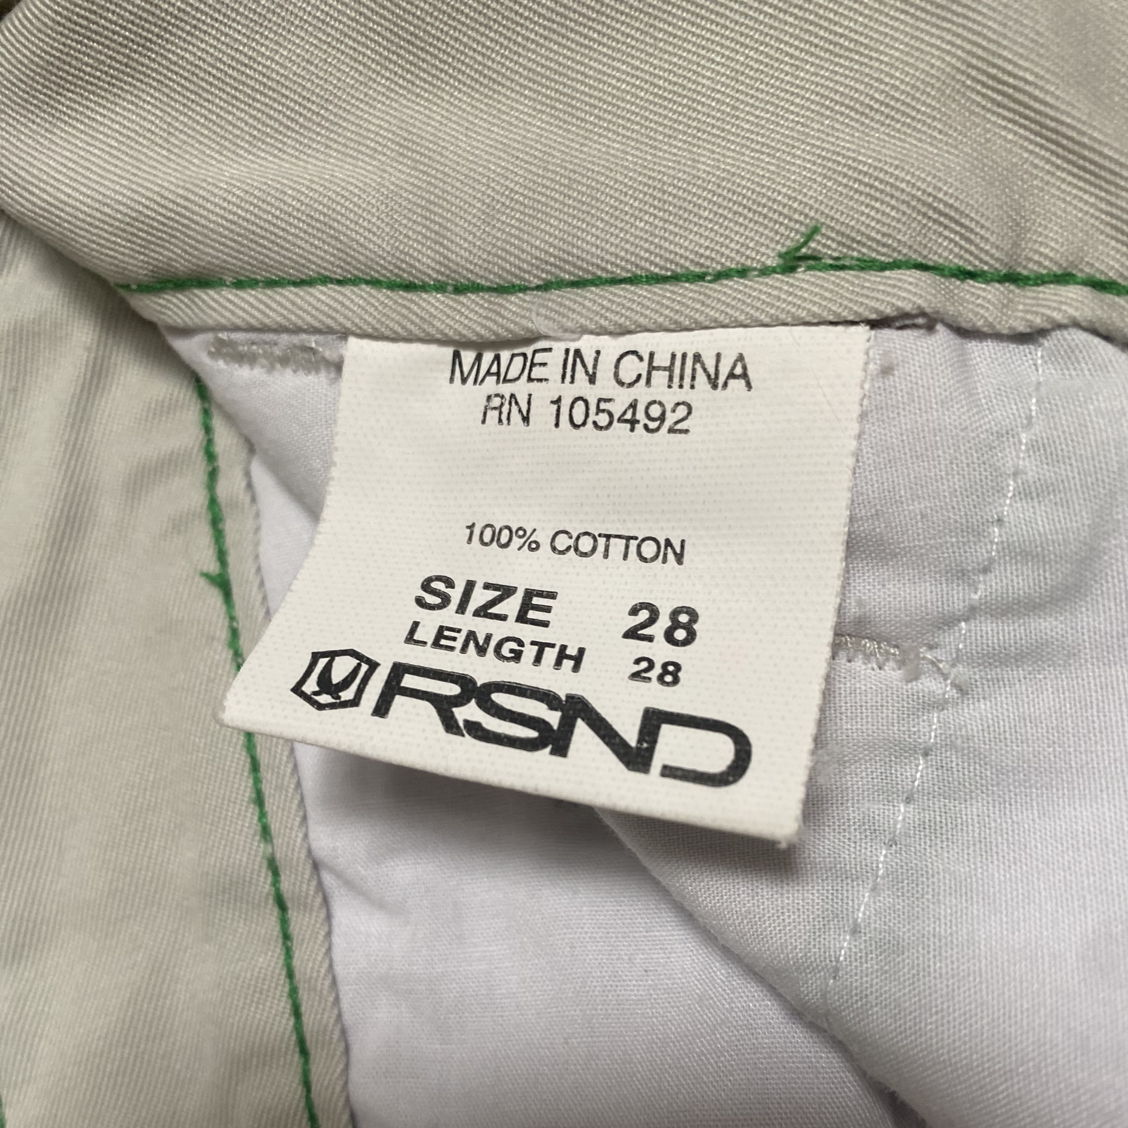 MADE IN CHINA
RN 105492
100% COTTON
SIZE 28
LENGTH 28
RSND